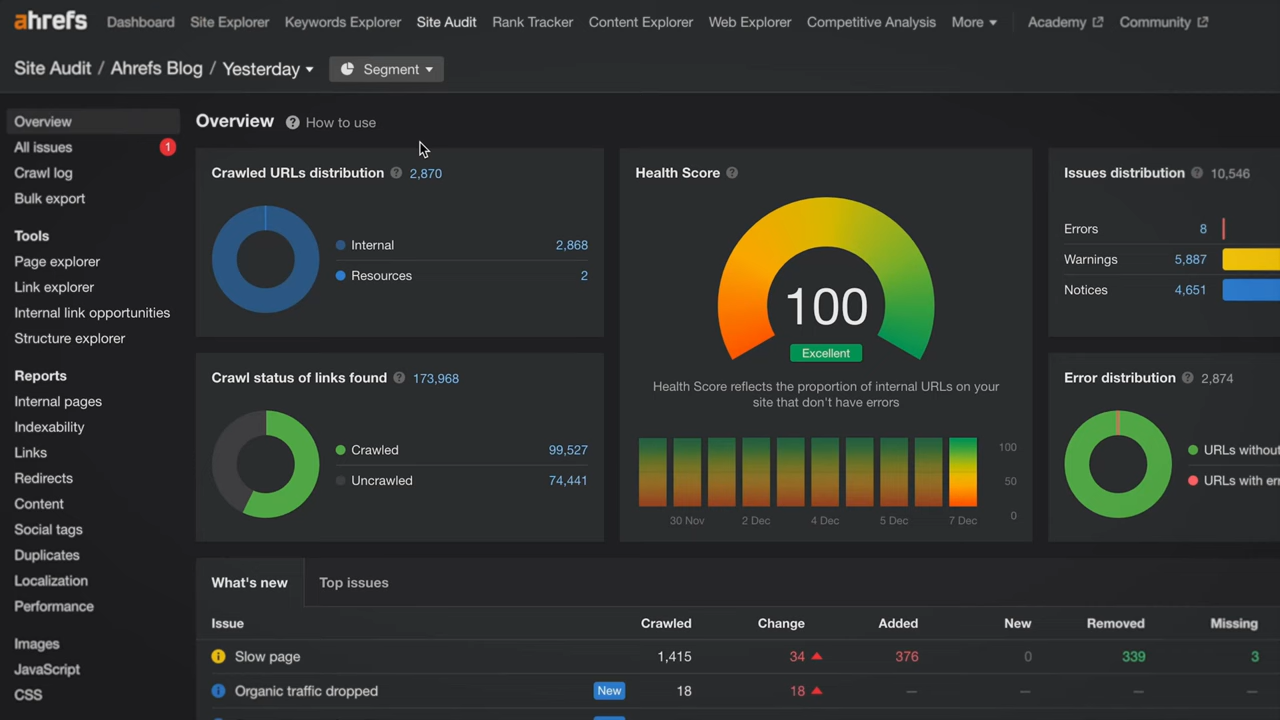 ahrefs Dashboard Site Explorer Keywords Explorer Site Audit Rank Tracker Content Explorer Web Explorer Competitive Analysis More Academy Community
Site Audit / Ahrefs Blog / Yesterday Segment
Overview
All issues 1
Crawl log
Bulk export
Tools
Page explorer
Link explorer
Internal link opportunities
Structure explorer
Reports
Internal pages
Indexability
Links
Redirects
Content
Social tags
Duplicates
Localization
Performance
Images
JavaScript
CSS
Overview ? How to use
Crawled URLs distribution ? 2,870
Internal 2,868
Resources 2
Crawl status of links found ? 173,968
Crawled 99,527
Uncrawled 74,441
Health Score ?
100
Excellent
Health Score reflects the proportion of internal URLs on your
site that don't have errors
100
50
0
30 Nov 2 Dec 4 Dec 5 Dec 7 Dec
Issues distribution ? 10,546
Errors 8
Warnings 5,887
Notices 4,651
Error distribution ? 2,874
URLs without
URLs with
What's new Top issues
Issue Crawled Change Added New Removed Missing
Slow page 1,415 34 376 0 339 3
Organic traffic dropped New 18 18 — — — —